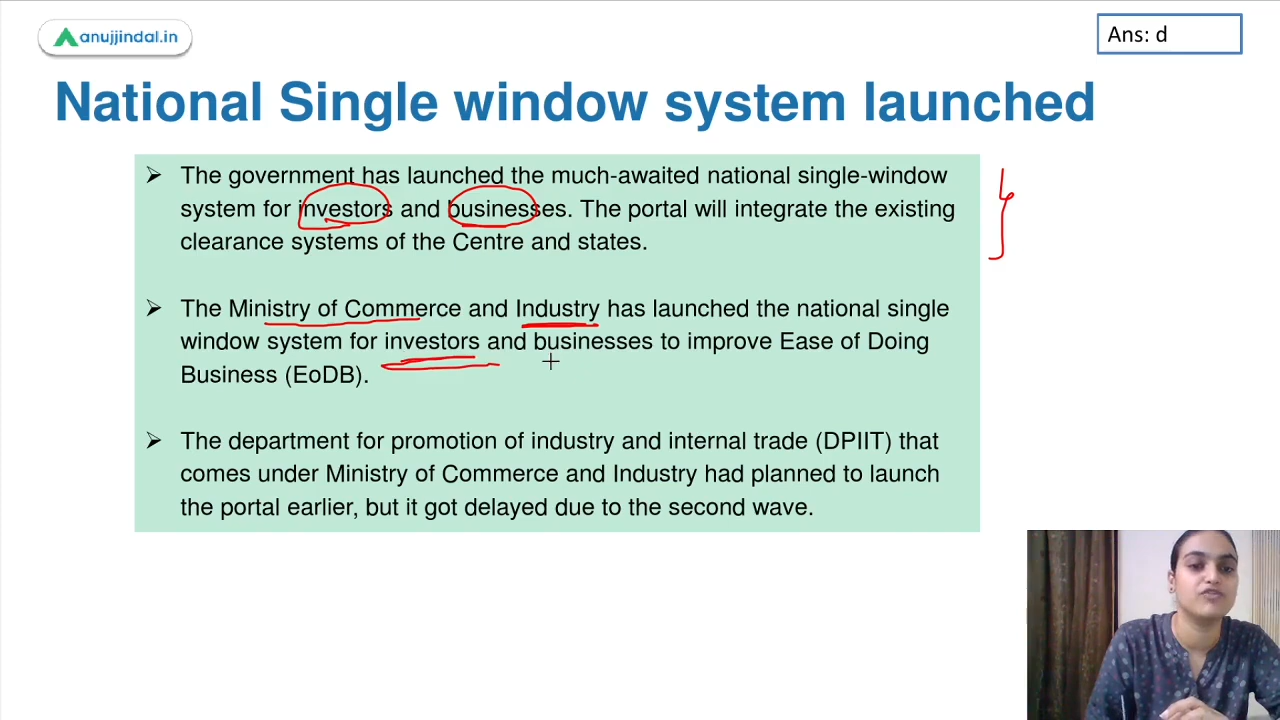 anujjindal.in
Ans: d
National Single window system launched
➢ The government has launched the much-awaited national single-window
system for investors and businesses. The portal will integrate the existing
clearance systems of the Centre and states.
➢ The Ministry of Commerce and Industry has launched the national single
window system for investors and businesses to improve Ease of Doing
Business (EoDB).
➢ The department for promotion of industry and internal trade (DPIIT) that
comes under Ministry of Commerce and Industry had planned to launch
the portal earlier, but it got delayed due to the second wave.